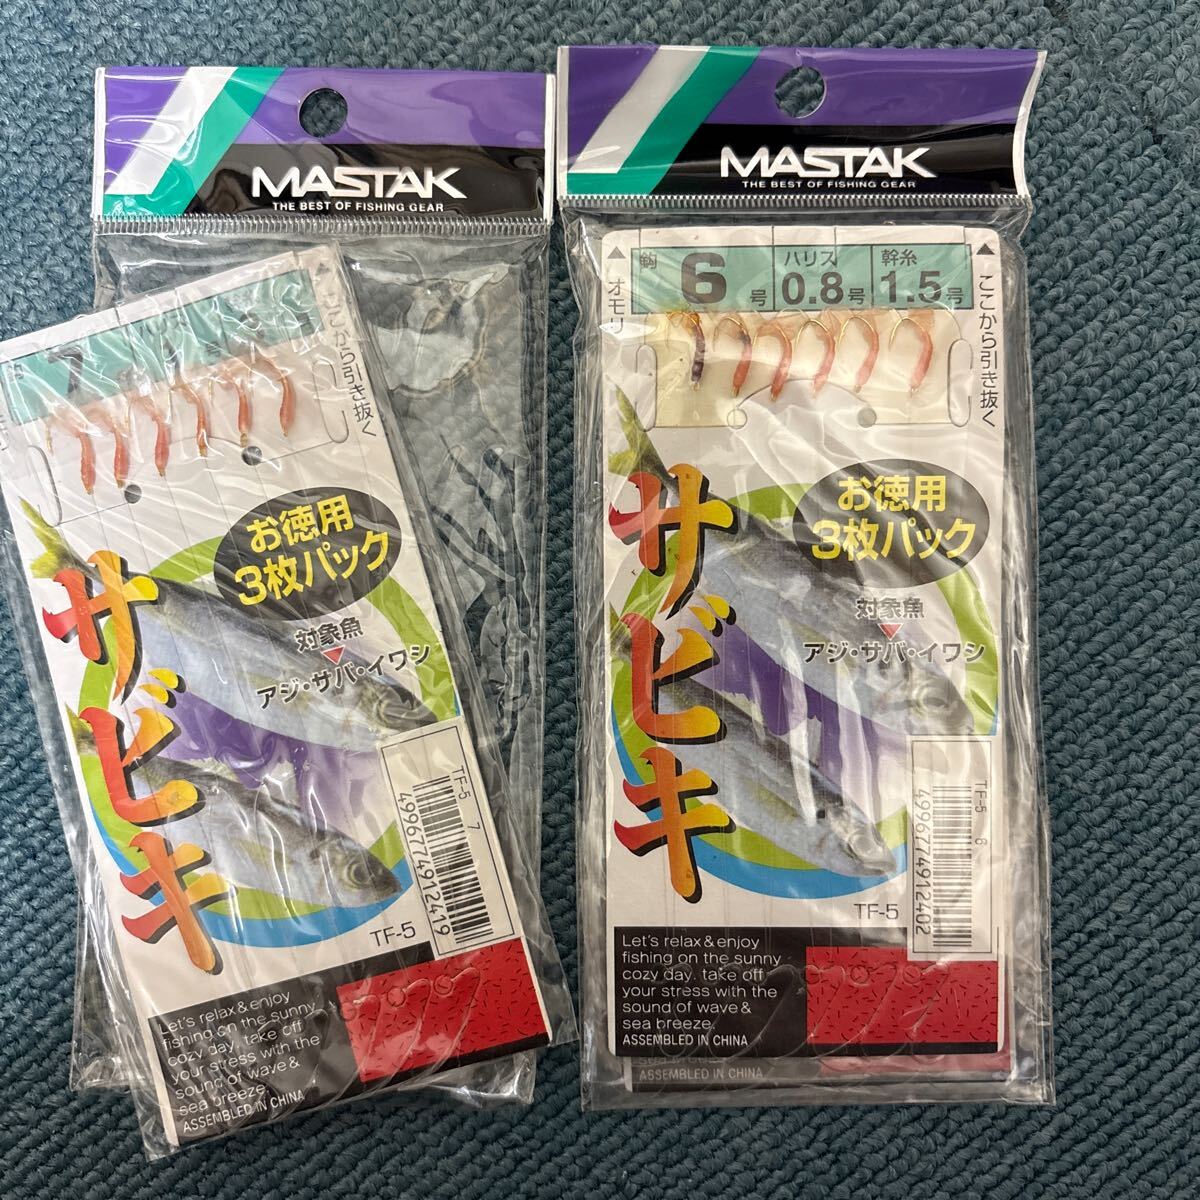 MASTAK
THE BEST OF FISHING GEAR
7
ハリス
ここから引き抜く
お徳用
3枚パック
対象魚
アジ・サバ・イワシ
サビキ
TF-5 7
4996774912419
TF-5
Let's relax&enjoy
fishing on the sunny
cozy day. take off
your stress with the
sound of wave&
sea breeze.
ASSEMBLED IN CHINA
MASTAK
THE BEST OF FISHING GEAR
オモリ
鈎 6号
ハリス 0.8号
幹糸 1.5号
ここから引き抜く
お徳用
3枚パック
対象魚
アジ・サバ・イワシ
サビキ
TF-5 6
4996774912402
TF-5
Let's relax&enjoy
fishing on the sunny
cozy day. take off
your stress with the
sound of wave&
sea breeze.
ASSEMBLED IN CHINA
ASSEMBLED IN CHINA